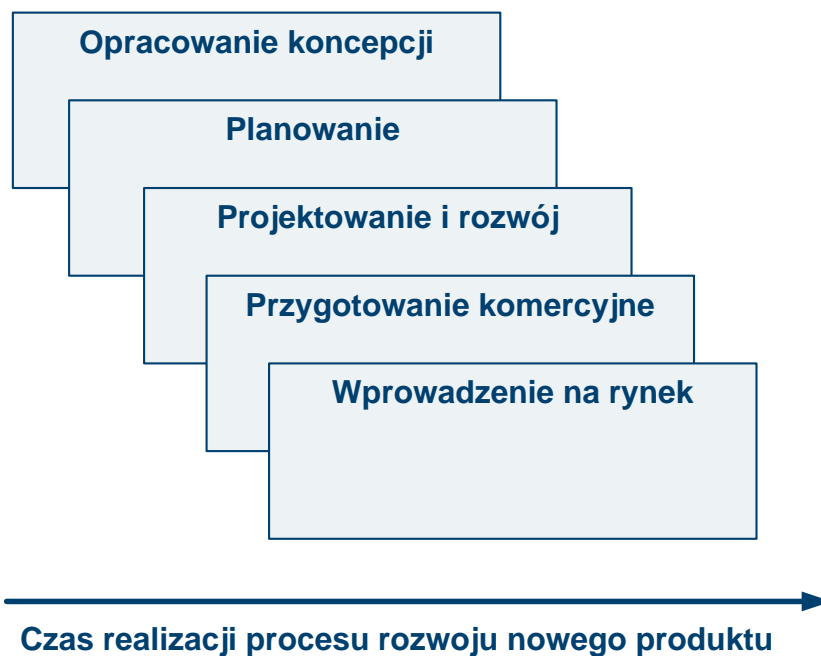 Opracowanie koncepcji
Planowanie
Projektowanie i rozwój
Przygotowanie komercyjne
Wprowadzenie na rynek
Czas realizacji procesu rozwoju nowego produktu